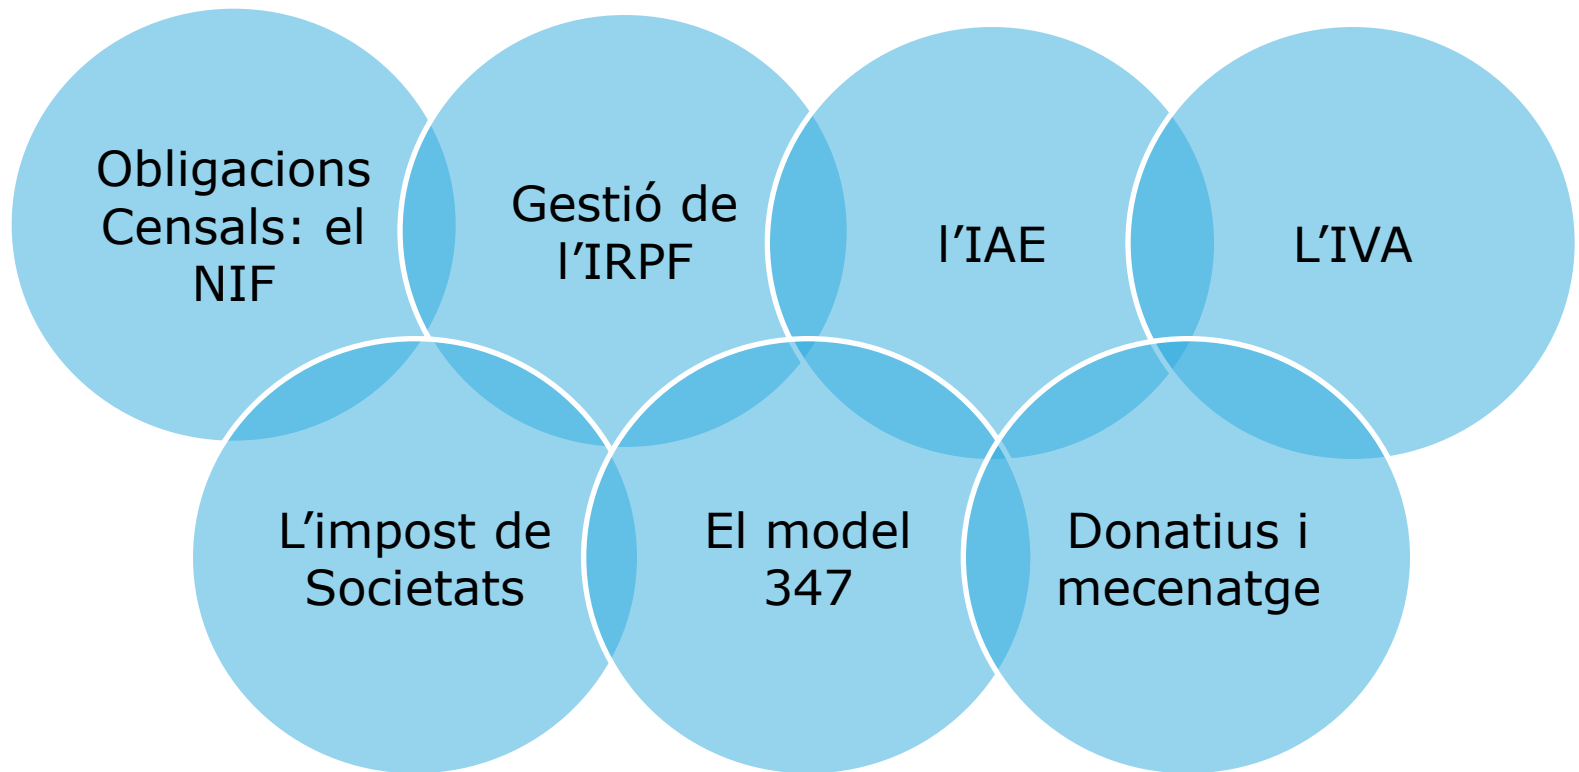 Obligacions
Censals: el
NIF
Gestió de
l’IRPF
l’IAE
L’IVA
L’impost de
Societats
El model
347
Donatius i
mecenatge